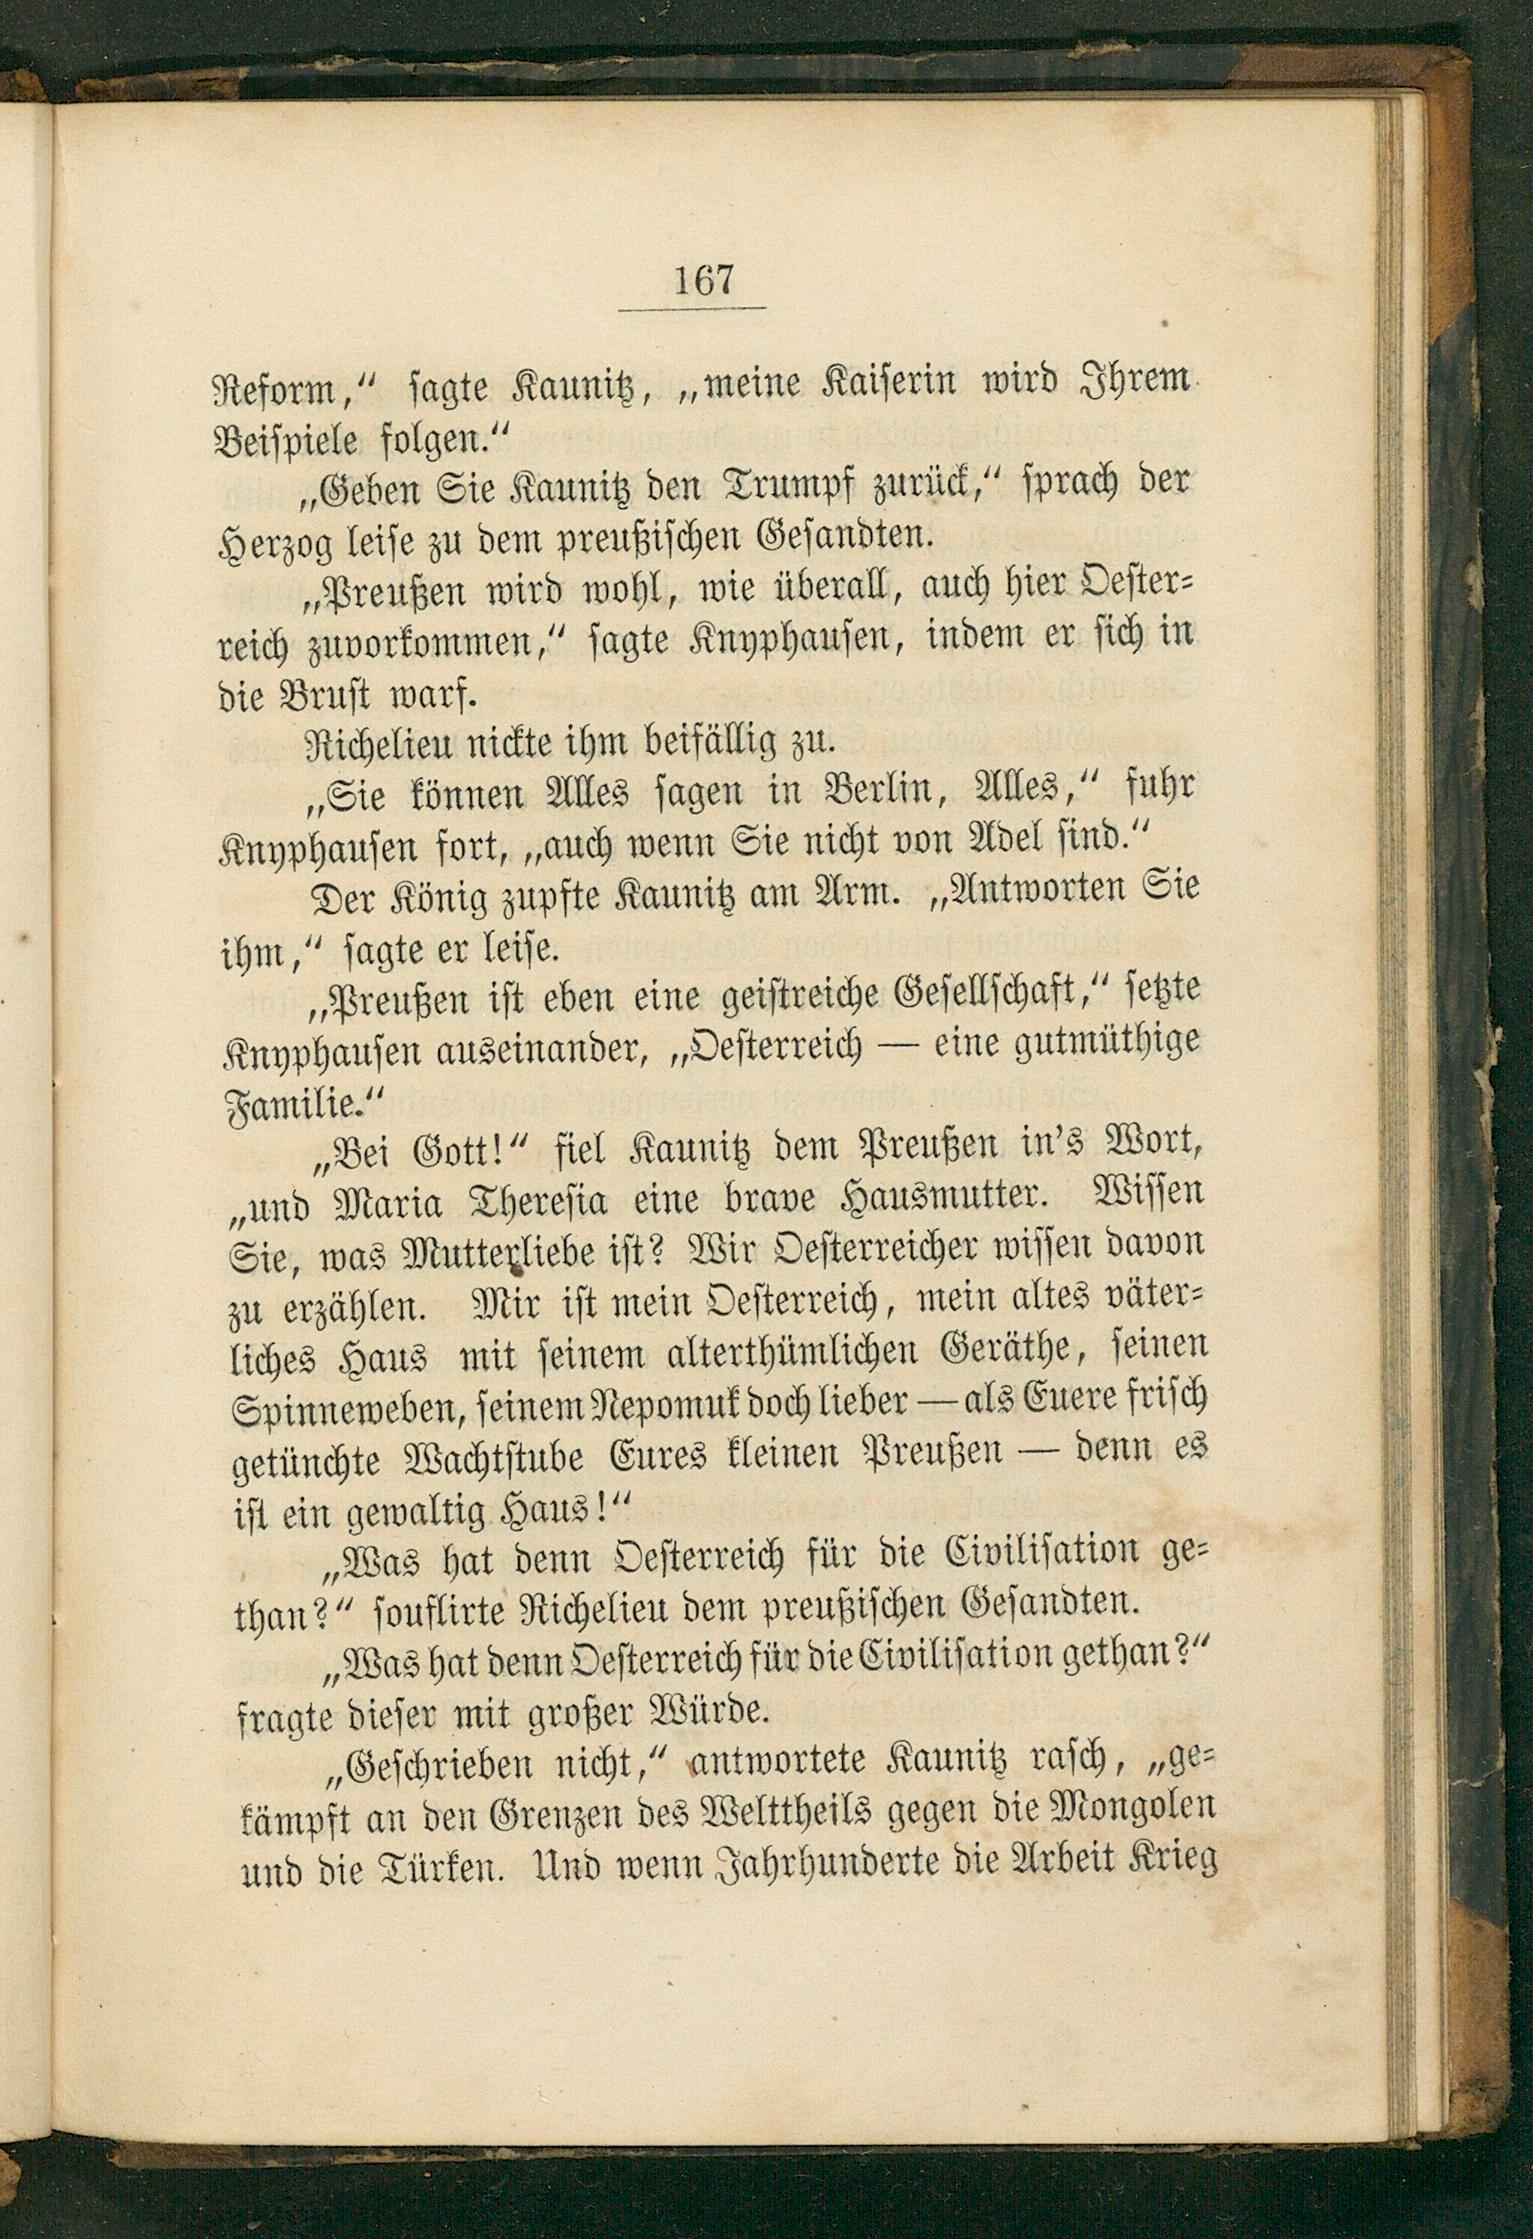 167
Reform,“ sagte Kaunitz, „meine Kaiserin wird Ihrem
Beispiele folgen.“
„Geben Sie Kaunitz den Trumpf zurück,“ sprach der
Herzog leise zu dem preußischen Gesandten.
„Preußen wird wohl, wie überall, auch hier Oester-
reich zuvorkommen,“ sagte Knyphausen, indem er sich in
die Brust warf.
Richelieu nickte ihm beifällig zu.
„Sie können Alles sagen in Berlin, Alles,“ fuhr
Knyphausen fort, „auch wenn Sie nicht von Adel sind.“
Der König zupfte Kaunitz am Arm. „Antworten Sie
ihm,“ sagte er leise.
„Preußen ist eben eine geistreiche Gesellschaft,“ setzte
Knyphausen auseinander, „Oesterreich — eine gutmüthige
Familie.“
„Bei Gott!“ fiel Kaunitz dem Preußen in's Wort,
„und Maria Theresia eine brave Hausmutter. Wissen
Sie, was Mutterliebe ist? Wir Oesterreicher wissen davon
zu erzählen. Mir ist mein Oesterreich, mein altes väter-
liches Haus mit seinem alterthümlichen Geräthe, seinen
Spinneweben, seinem Nepomuk doch lieber — als Euere frisch
getünchte Wachtstube Eures kleinen Preußen — denn es
ist ein gewaltig Haus!“
„Was hat denn Oesterreich für die Civilisation ge-
than?“ souflirte Richelieu dem preußischen Gesandten.
„Was hat denn Oesterreich für die Civilisation gethan?“
fragte dieser mit großer Würde.
„Geschrieben nicht,“ antwortete Kaunitz rasch, „ge-
kämpft an den Grenzen des Welttheils gegen die Mongolen
und die Türken. Und wenn Jahrhunderte die Arbeit Krieg